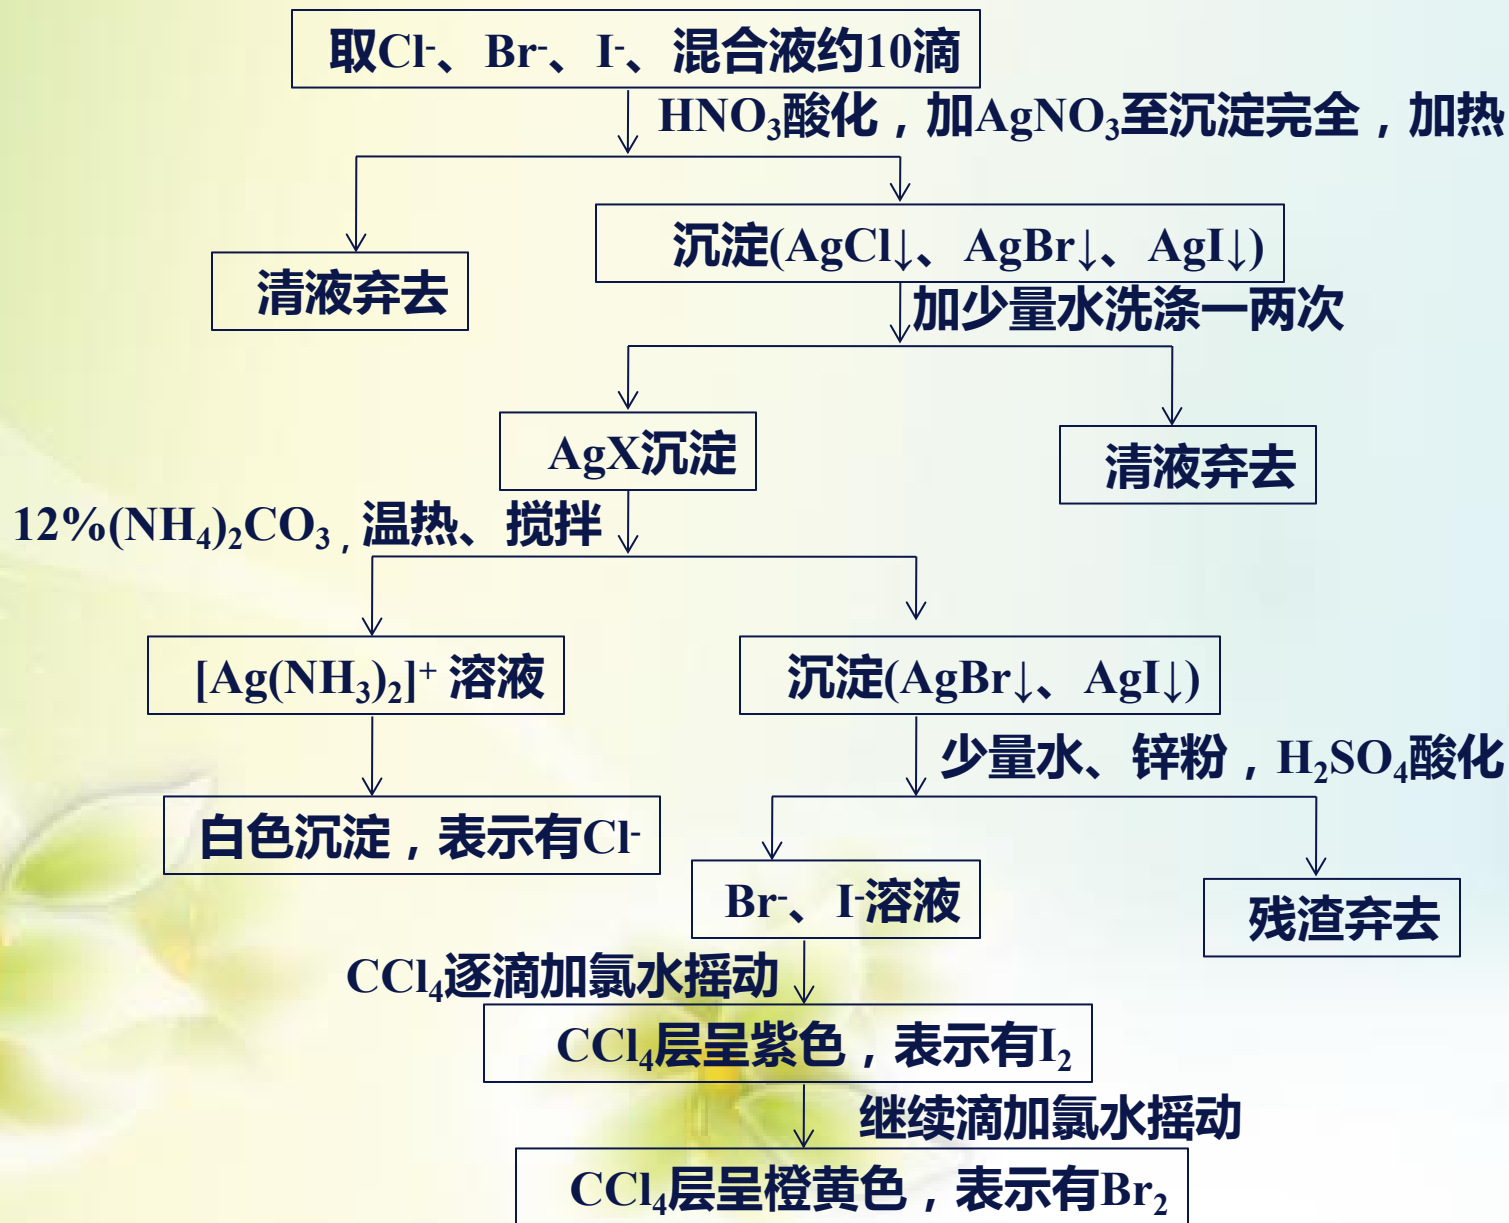 取Cl⁻、Br⁻、I⁻、混合液约10滴
HNO₃酸化，加AgNO₃至沉淀完全，加热
沉淀(AgCl↓、AgBr↓、AgI↓)
清液弃去
加少量水洗涤一两次
AgX沉淀
清液弃去
12%(NH₄)₂CO₃，温热、搅拌
[Ag(NH₃)₂]⁺ 溶液
沉淀(AgBr↓、AgI↓)
少量水、锌粉，H₂SO₄酸化
白色沉淀，表示有Cl⁻
Br⁻、I⁻溶液
残渣弃去
CCl₄逐滴加氯水摇动
CCl₄层呈紫色，表示有I₂
继续滴加氯水摇动
CCl₄层呈橙黄色，表示有Br₂